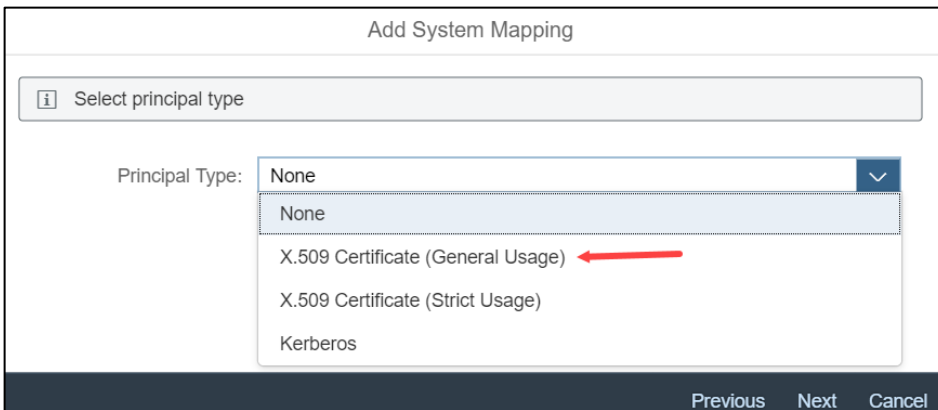 Add System Mapping
i Select principal type
Principal Type: None
None
X.509 Certificate (General Usage)
X.509 Certificate (Strict Usage)
Kerberos
Previous Next Cancel